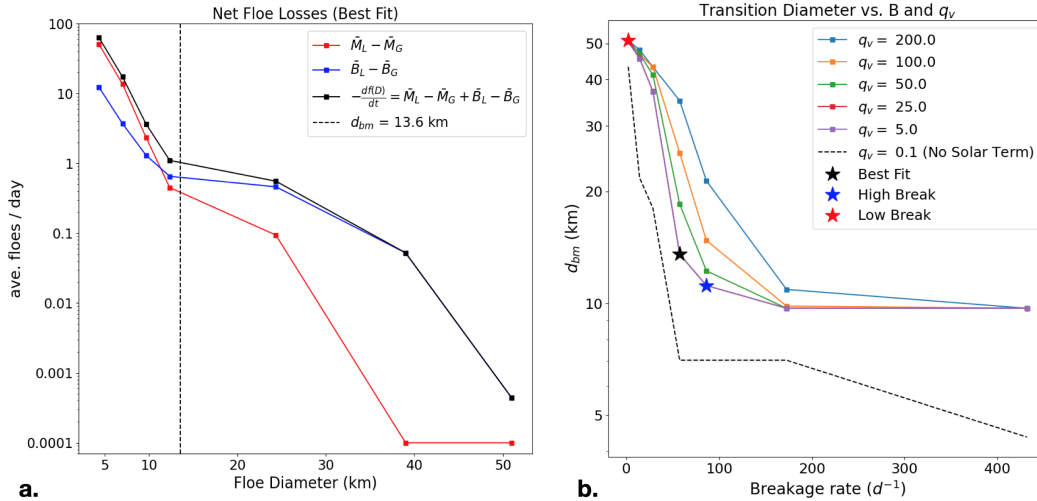 Net Floe Losses (Best Fit)
100
10
1
0.1
0.01
0.001
0.0001
ave. floes / day
M̄_L − M̄_G
B̄_L − B̄_G
−df(D)/dt = M̄_L − M̄_G + B̄_L − B̄_G
d_bm = 13.6 km
5 10 20 30 40 50
Floe Diameter (km)
a.
Transition Diameter vs. B and q_v
50
40
30
20
10
5
d_bm (km)
q_v = 200.0
q_v = 100.0
q_v = 50.0
q_v = 25.0
q_v = 5.0
q_v = 0.1 (No Solar Term)
Best Fit
High Break
Low Break
0 100 200 300 400
Breakage rate (d⁻¹)
b.